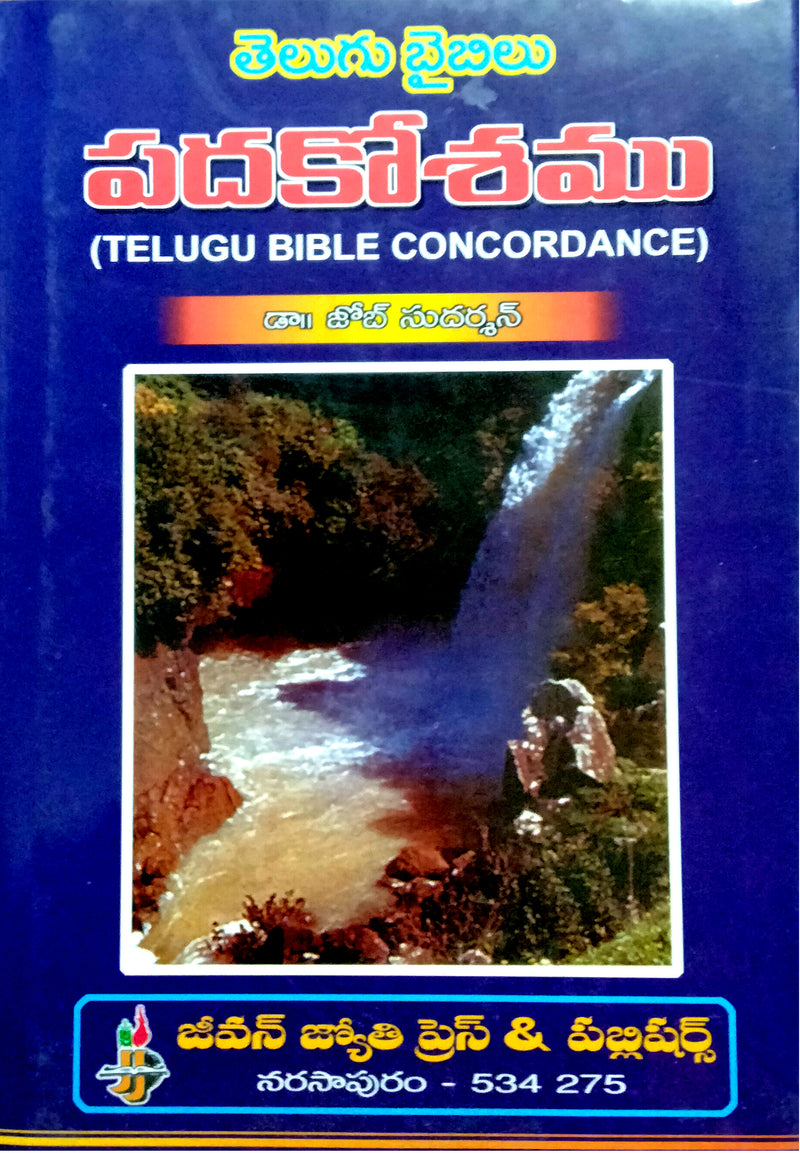 తెలుగు బైబిలు
పదకోశము
(TELUGU BIBLE CONCORDANCE)
డా॥ జోబ్ సుదర్శన్
జీవన్ జ్యోతి ప్రెస్ & పబ్లిషర్స్
నరసాపురం - 534 275